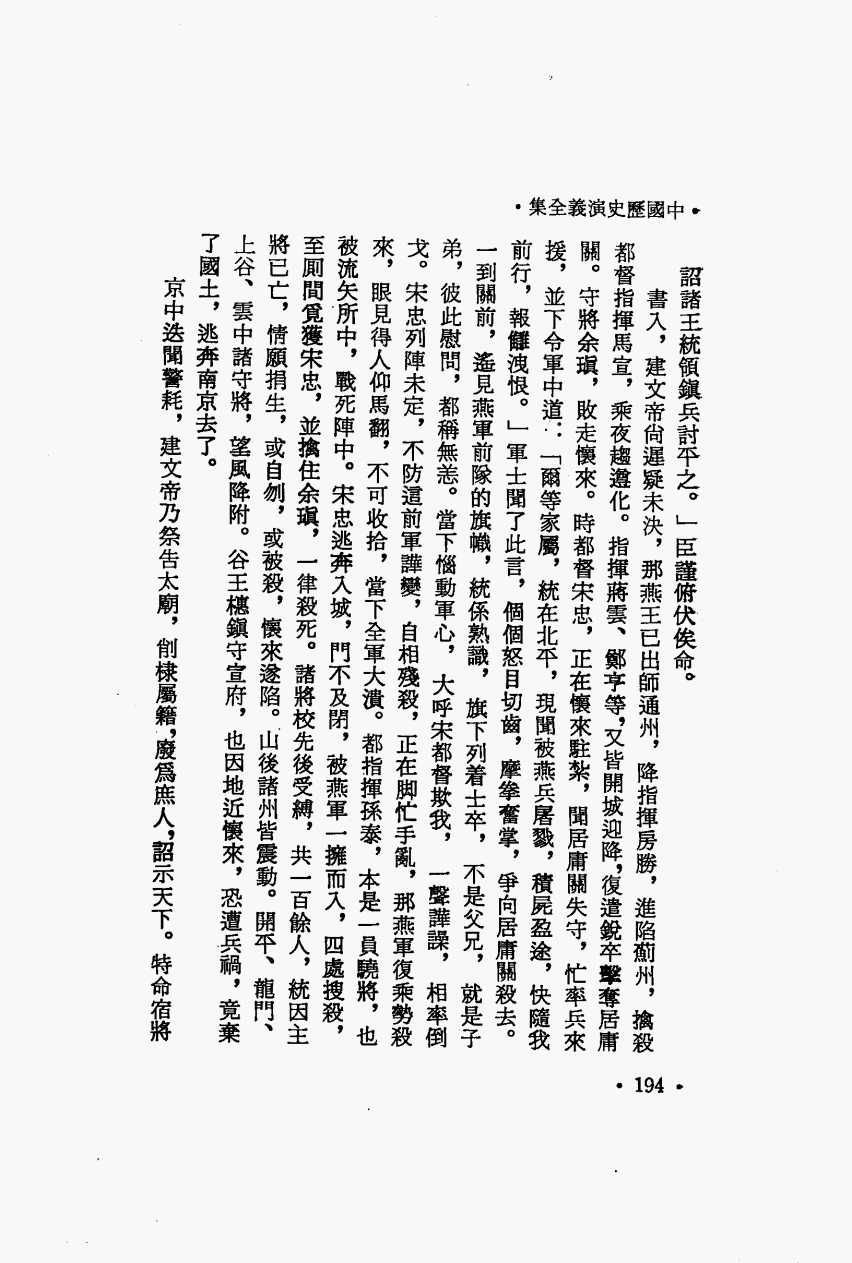 •中國歷史演義全集•
詔諸王統領鎮兵討平之。」臣謹俯伏俟命。
書入，建文帝尚遲疑未決，那燕王已出師通州，降指揮房勝，進陷薊州，擒殺
都督指揮馬宣，乘夜趨遵化。指揮蔣雲、鄭亨等，又皆開城迎降，復遣銳卒擊奪居庸
關。守將余瑱，敗走懷來。時都督宋忠，正在懷來駐紮，聞居庸關失守，忙率兵來
援，並下令軍中道：「爾等家屬，統在北平，現聞被燕兵屠戮，積屍盈途，快隨我
前行，報讎洩恨。」軍士聞了此言，個個怒目切齒，摩拳奮掌，爭向居庸關殺去。
一到關前，遙見燕軍前隊的旗幟，統係熟識，旗下列着士卒，不是父兄，就是子
弟，彼此慰問，都稱無恙。當下惱動軍心，大呼宋都督欺我，一聲譁譟，相率倒
戈。宋忠列陣未定，不防這前軍譁變，自相殘殺，正在脚忙手亂，那燕軍復乘勢殺
來，眼見得人仰馬翻，不可收拾，當下全軍大潰。都指揮孫泰，本是一員驍將，也
被流矢所中，戰死陣中。宋忠逃奔入城，門不及閉，被燕軍一擁而入，四處搜殺，
至厠間覓獲宋忠，並擒住余瑱，一律殺死。諸將校先後受縛，共一百餘人，統因主
將已亡，情願捐生，或自刎，或被殺，懷來遂陷。山後諸州皆震動。開平、龍門、
上谷、雲中諸守將，望風降附。谷王橞鎮守宣府，也因地近懷來，恐遭兵禍，竟棄
了國土，逃奔南京去了。
京中迭聞警耗，建文帝乃祭告太廟，削棣屬籍，廢爲庶人，詔示天下。特命宿將
•194•